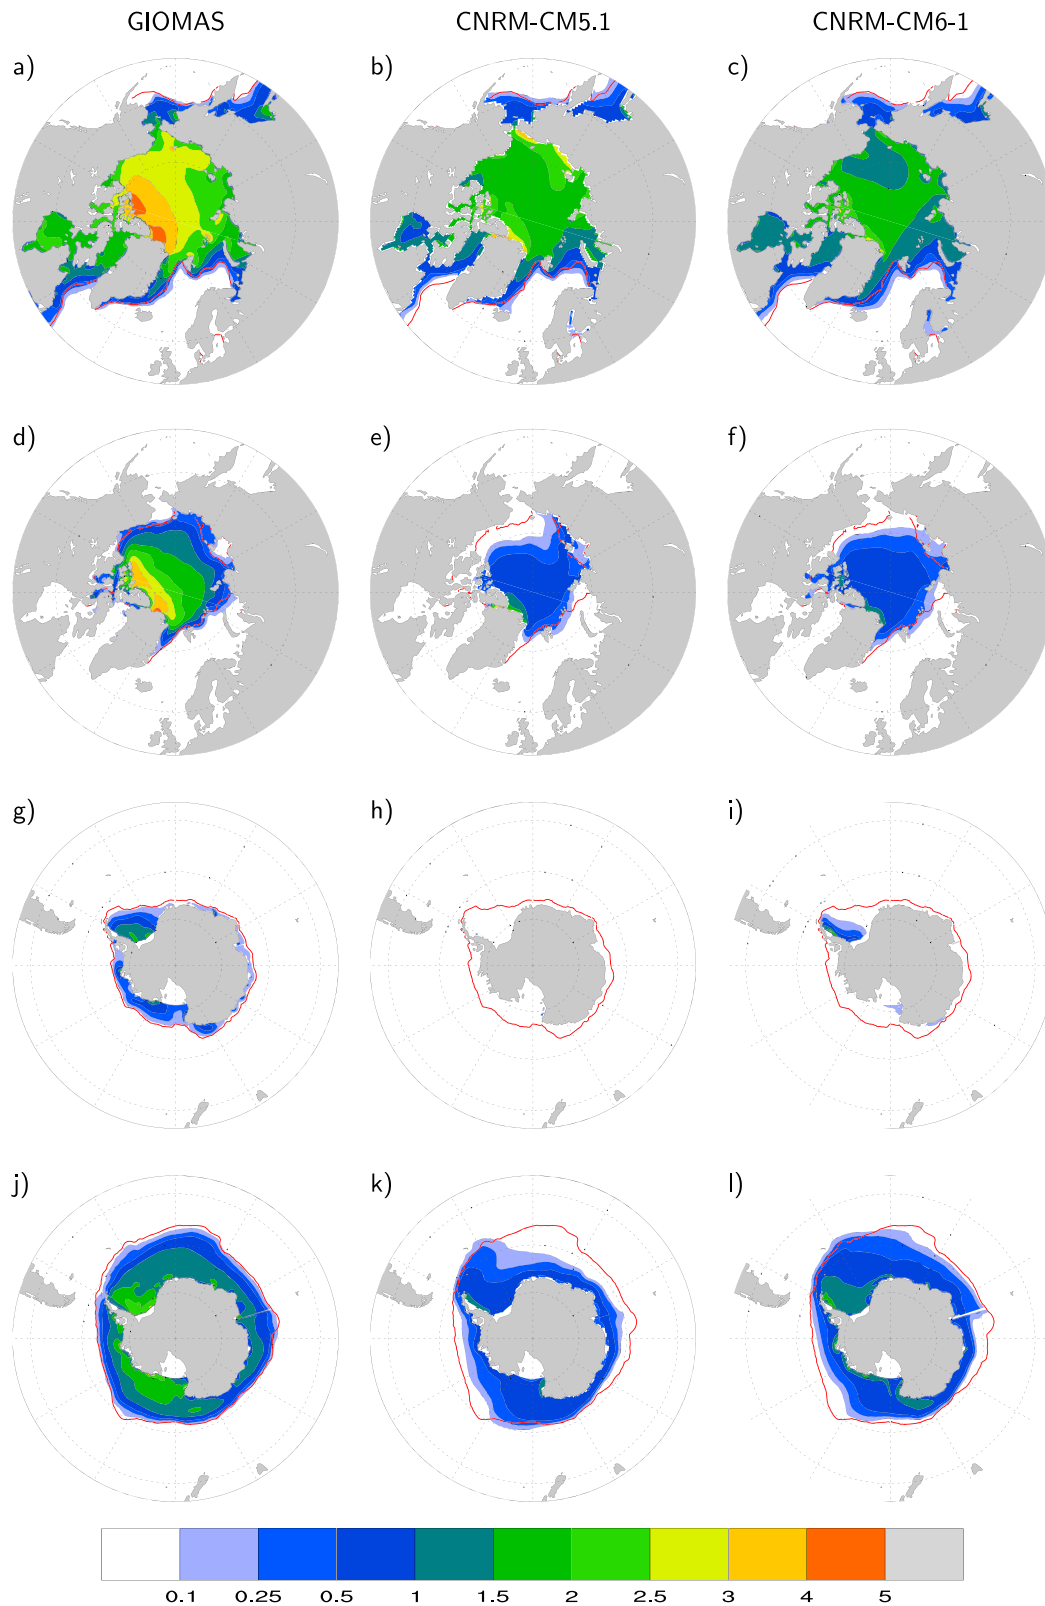 GIOMAS CNRM-CM5.1 CNRM-CM6-1
a) b) c)
d) e) f)
g) h) i)
j) k) l)
0.1 0.25 0.5 1 1.5 2 2.5 3 4 5